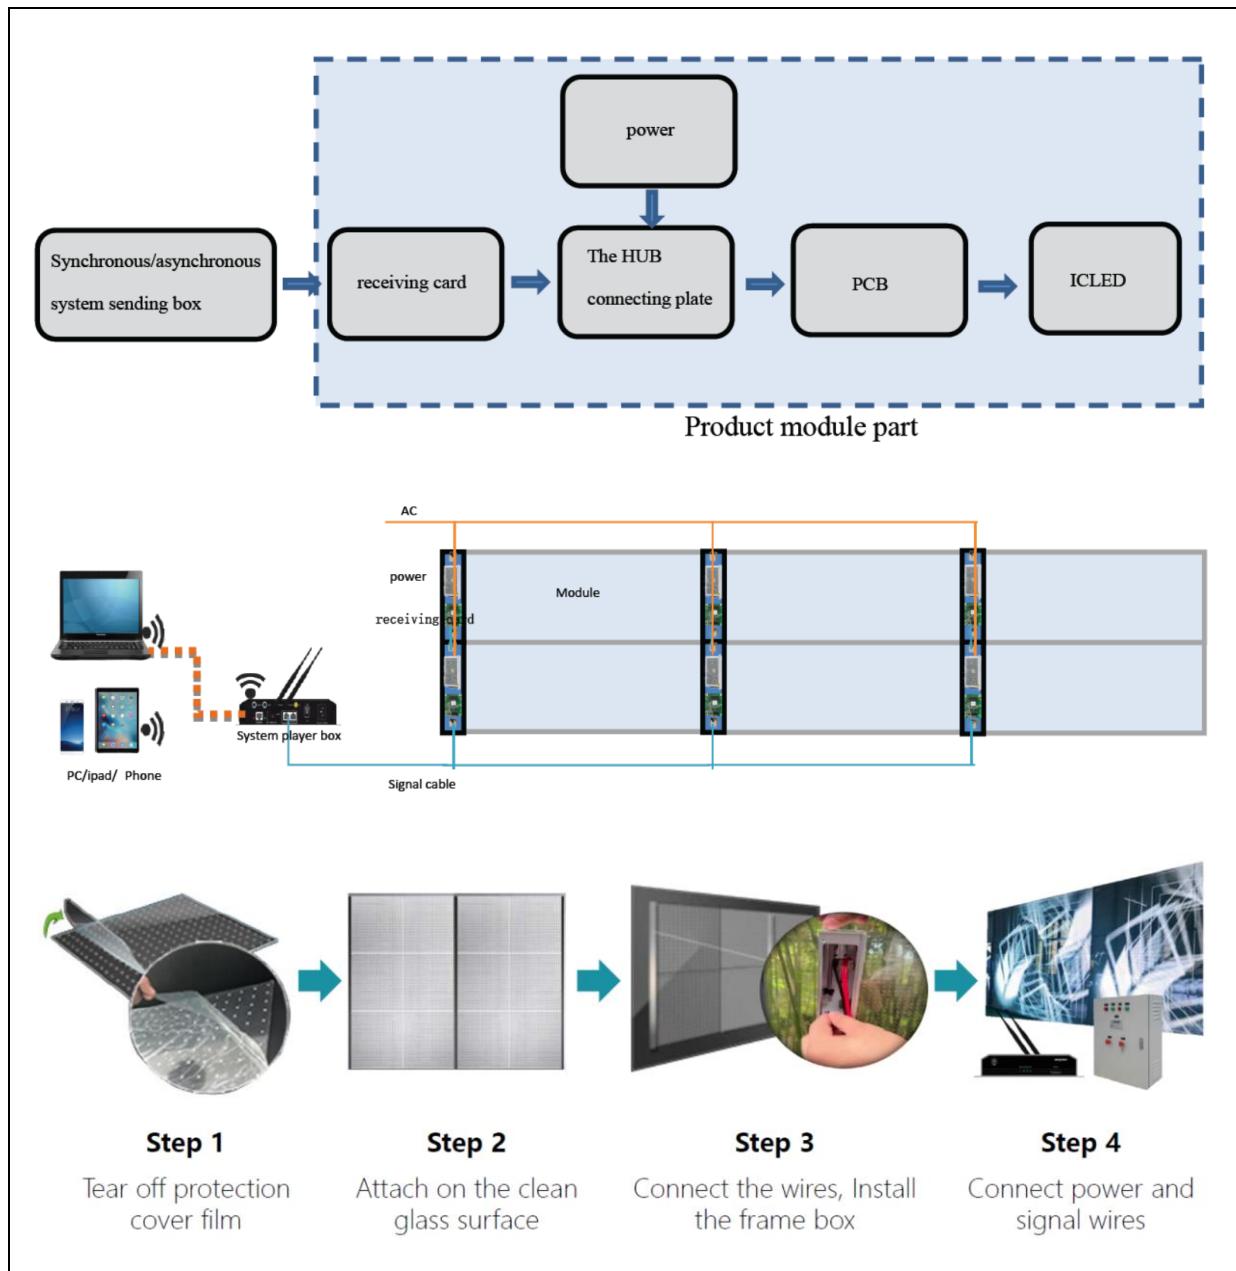 power
Synchronous/asynchronous
system sending box
receiving card
The HUB
connecting plate
PCB
ICLED
Product module part
AC
power
Module
receiving card
System player box
PC/ipad/ Phone
Signal cable
Step 1
Tear off protection
cover film
Step 2
Attach on the clean
glass surface
Step 3
Connect the wires, Install
the frame box
Step 4
Connect power and
signal wires